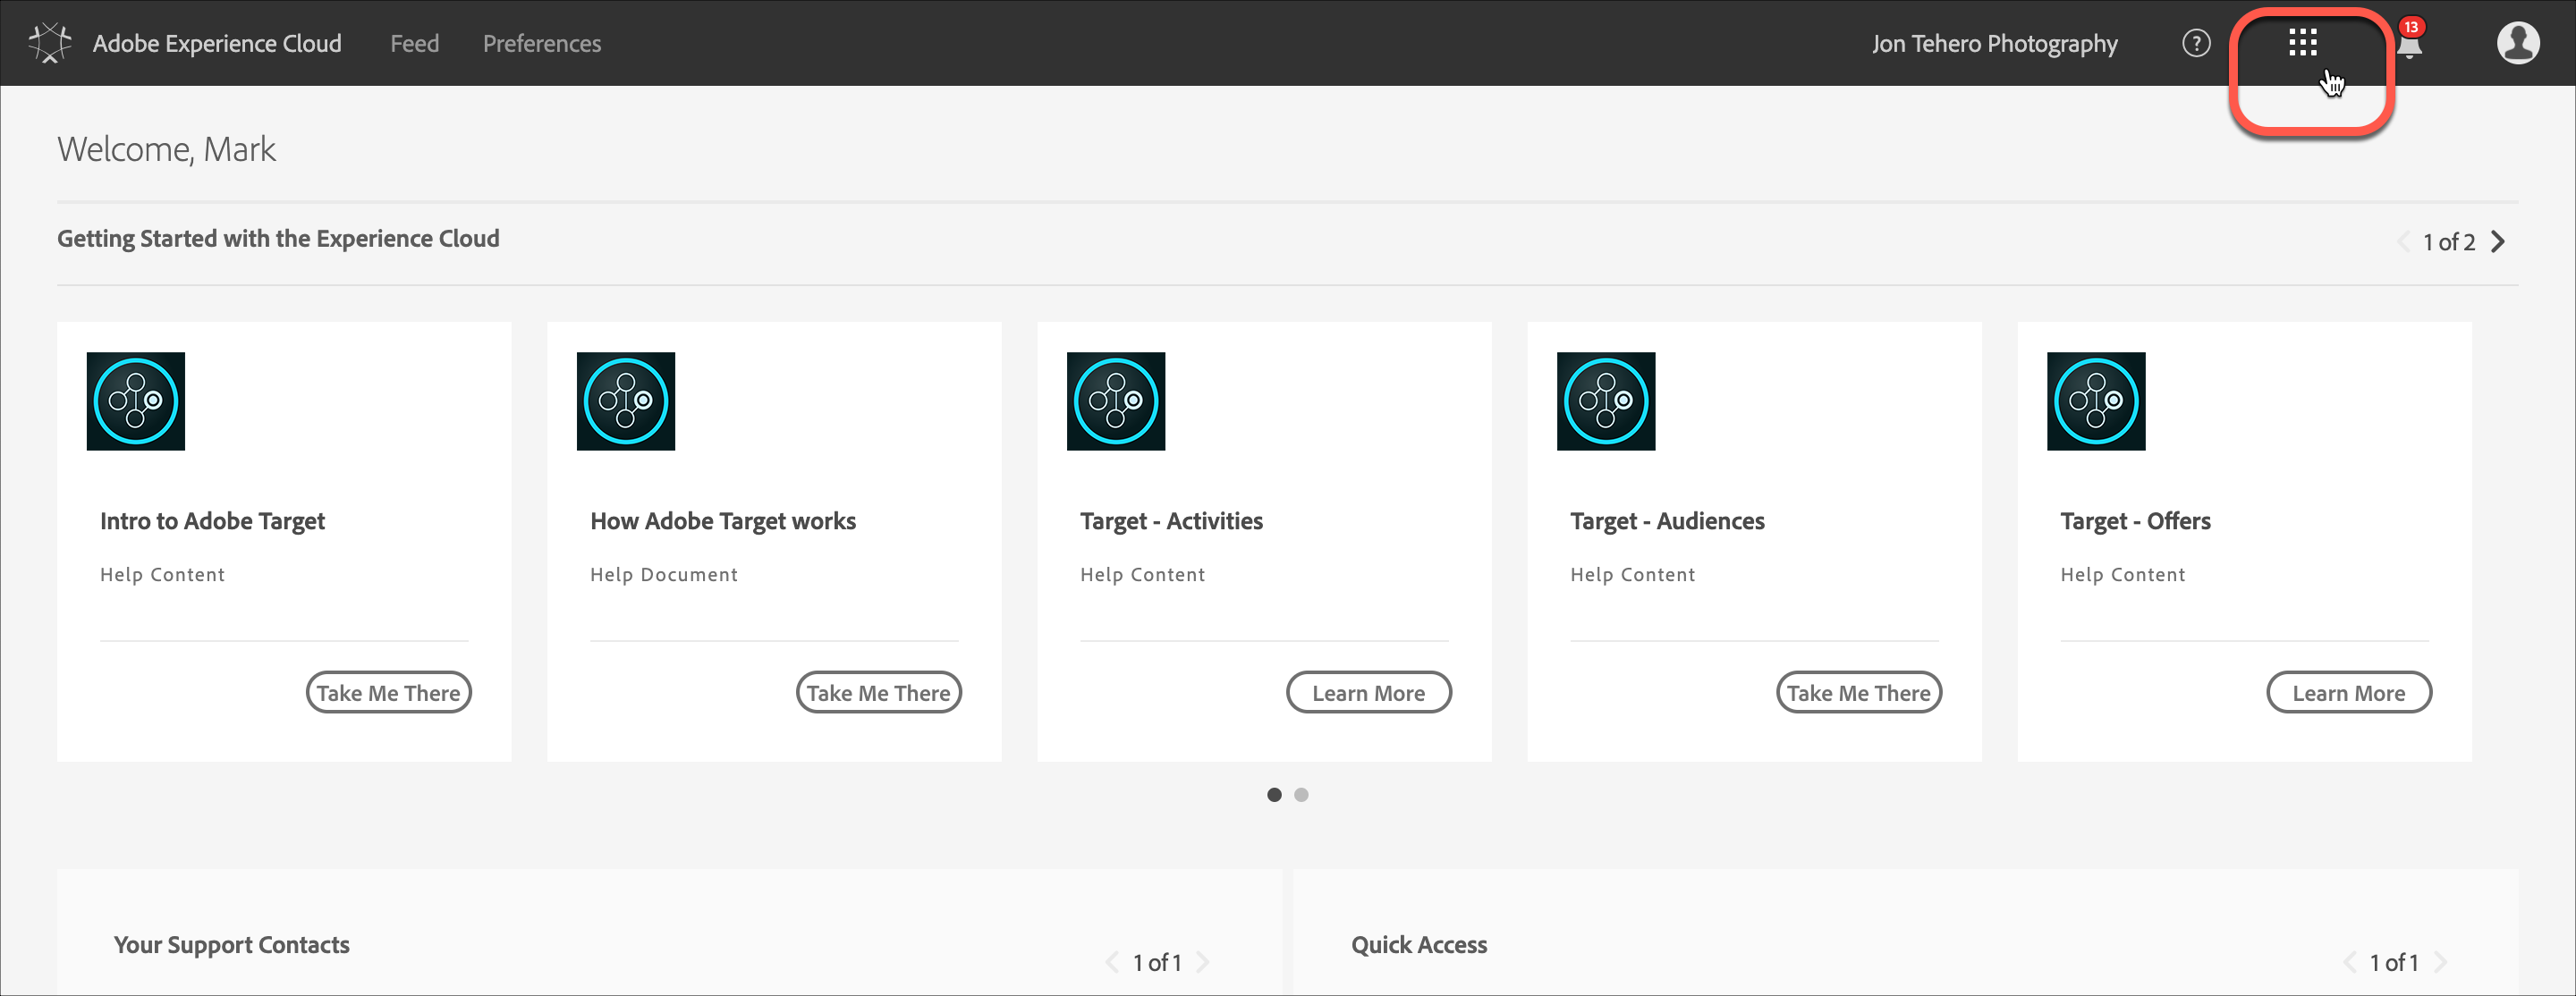 Adobe Experience Cloud Feed Preferences Jon Tehero Photography ? 13
Welcome, Mark
Getting Started with the Experience Cloud 1 of 2
Intro to Adobe Target
Help Content
Take Me There
How Adobe Target works
Help Document
Take Me There
Target - Activities
Help Content
Learn More
Target - Audiences
Help Content
Take Me There
Target - Offers
Help Content
Learn More
Your Support Contacts
1 of 1
Quick Access
1 of 1